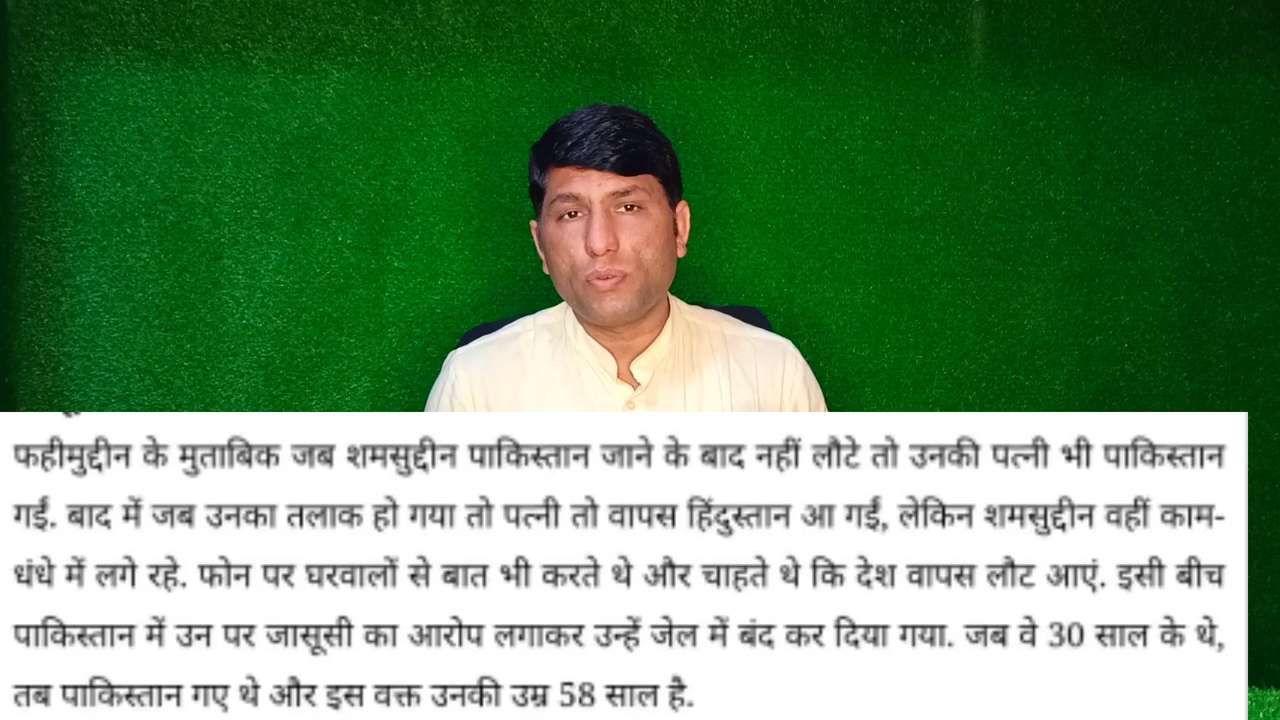 फहीमुद्दीन के मुताबिक जब शमसुद्दीन पाकिस्तान जाने के बाद नहीं लौटे तो उनकी पत्नी भी पाकिस्तान
गईं. बाद में जब उनका तलाक हो गया तो पत्नी तो वापस हिंदुस्तान आ गईं, लेकिन शमसुद्दीन वहीं काम-
धंधे में लगे रहे. फोन पर घरवालों से बात भी करते थे और चाहते थे कि देश वापस लौट आएं. इसी बीच
पाकिस्तान में उन पर जासूसी का आरोप लगाकर उन्हें जेल में बंद कर दिया गया. जब वे 30 साल के थे,
तब पाकिस्तान गए थे और इस वक्त उनकी उम्र 58 साल है.